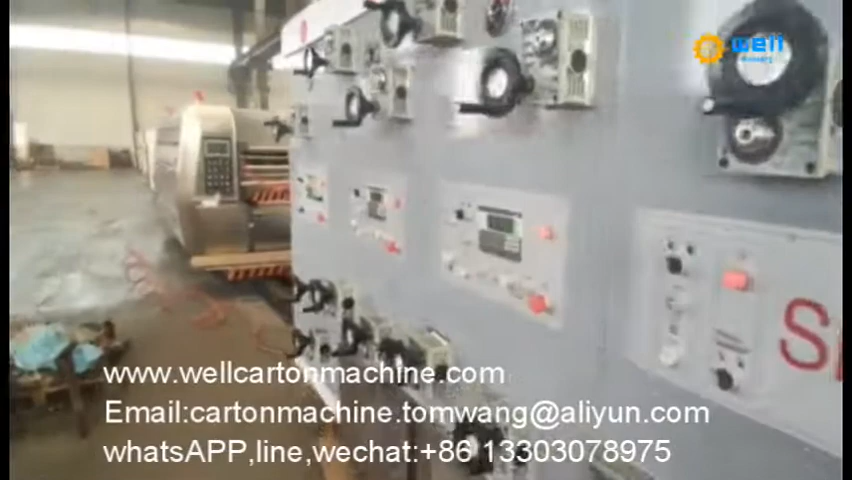 well
www.wellcartonmachine.com
Email:cartonmachine.tomwang@aliyun.com
whatsAPP,line,wechat:+86 13303078975